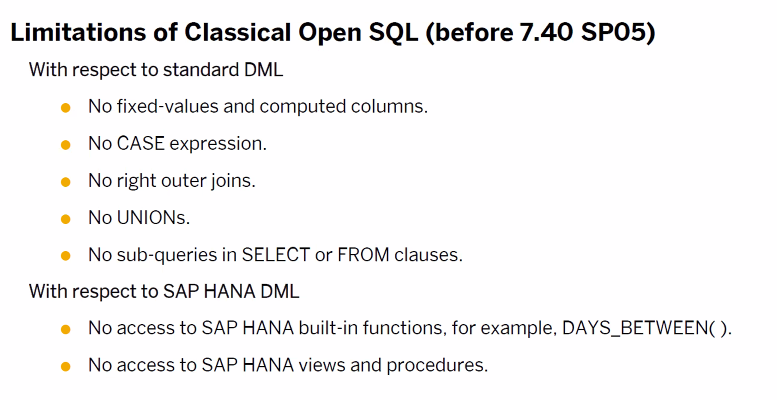 Limitations of Classical Open SQL (before 7.40 SP05)
With respect to standard DML
No fixed-values and computed columns.
No CASE expression.
No right outer joins.
No UNIONs.
No sub-queries in SELECT or FROM clauses.
With respect to SAP HANA DML
No access to SAP HANA built-in functions, for example, DAYS_BETWEEN( ).
No access to SAP HANA views and procedures.